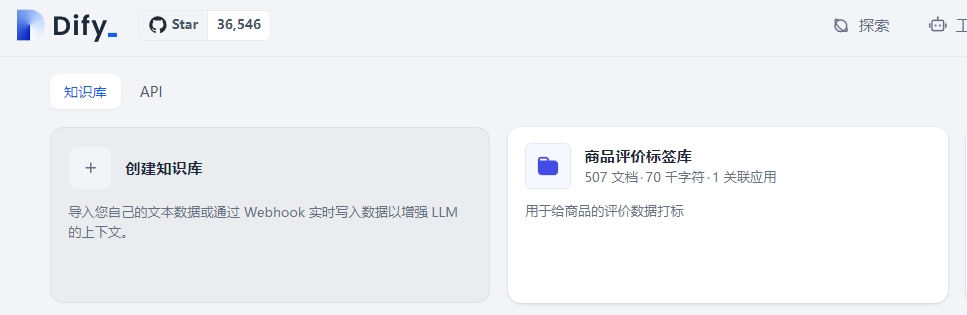 Dify_
Star 36,546
探索
知识库
API
+ 创建知识库
导入您自己的文本数据或通过 Webhook 实时写入数据以增强 LLM
的上下文。
商品评价标签库
507 文档·70 千字符·1 关联应用
用于给商品的评价数据打标